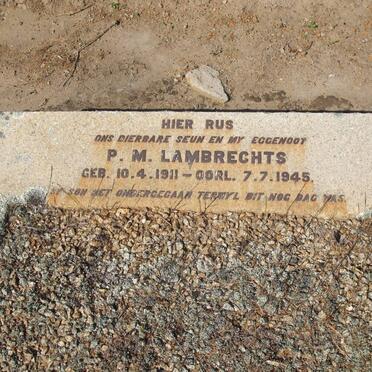 HIER RUS
ONS DIERBARE SEUN EN MY EGGENOOT
P. M. LAMBRECHTS
GEB. 10.4.1911 — OORL. 7.7.1945.
SY SON HET ONDERGEGAAN TERWYL DIT NOG DAG WAS.